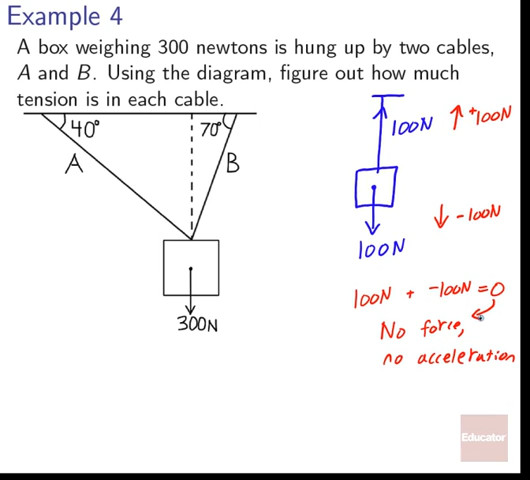 Example 4
A box weighing 300 newtons is hung up by two cables,
A and B. Using the diagram, figure out how much
tension is in each cable.
40°
70°
A
B
300N
100N
↑ +100N
↓ -100N
100N
100N + -100N = 0
No force,
no acceleration
Educator